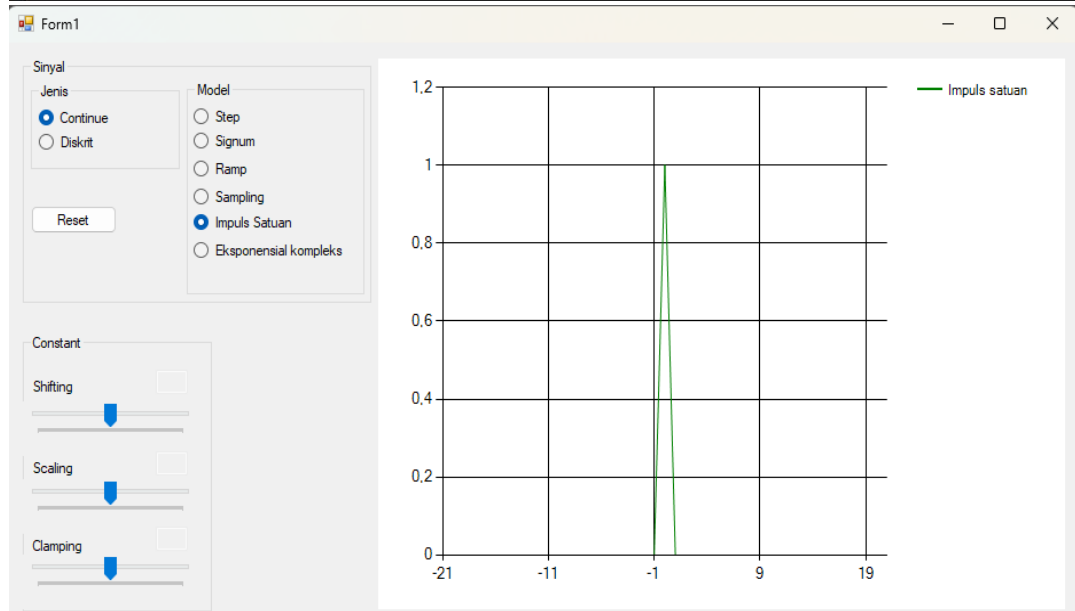 Form1
Sinyal
Jenis
Continue
Diskrit
Reset
Model
Step
Signum
Ramp
Sampling
Impuls Satuan
Eksponensial kompleks
Constant
Shifting
Scaling
Clamping
1,2
1
0,8
0,6
0,4
0,2
0
-21 -11 -1 9 19
Impuls satuan